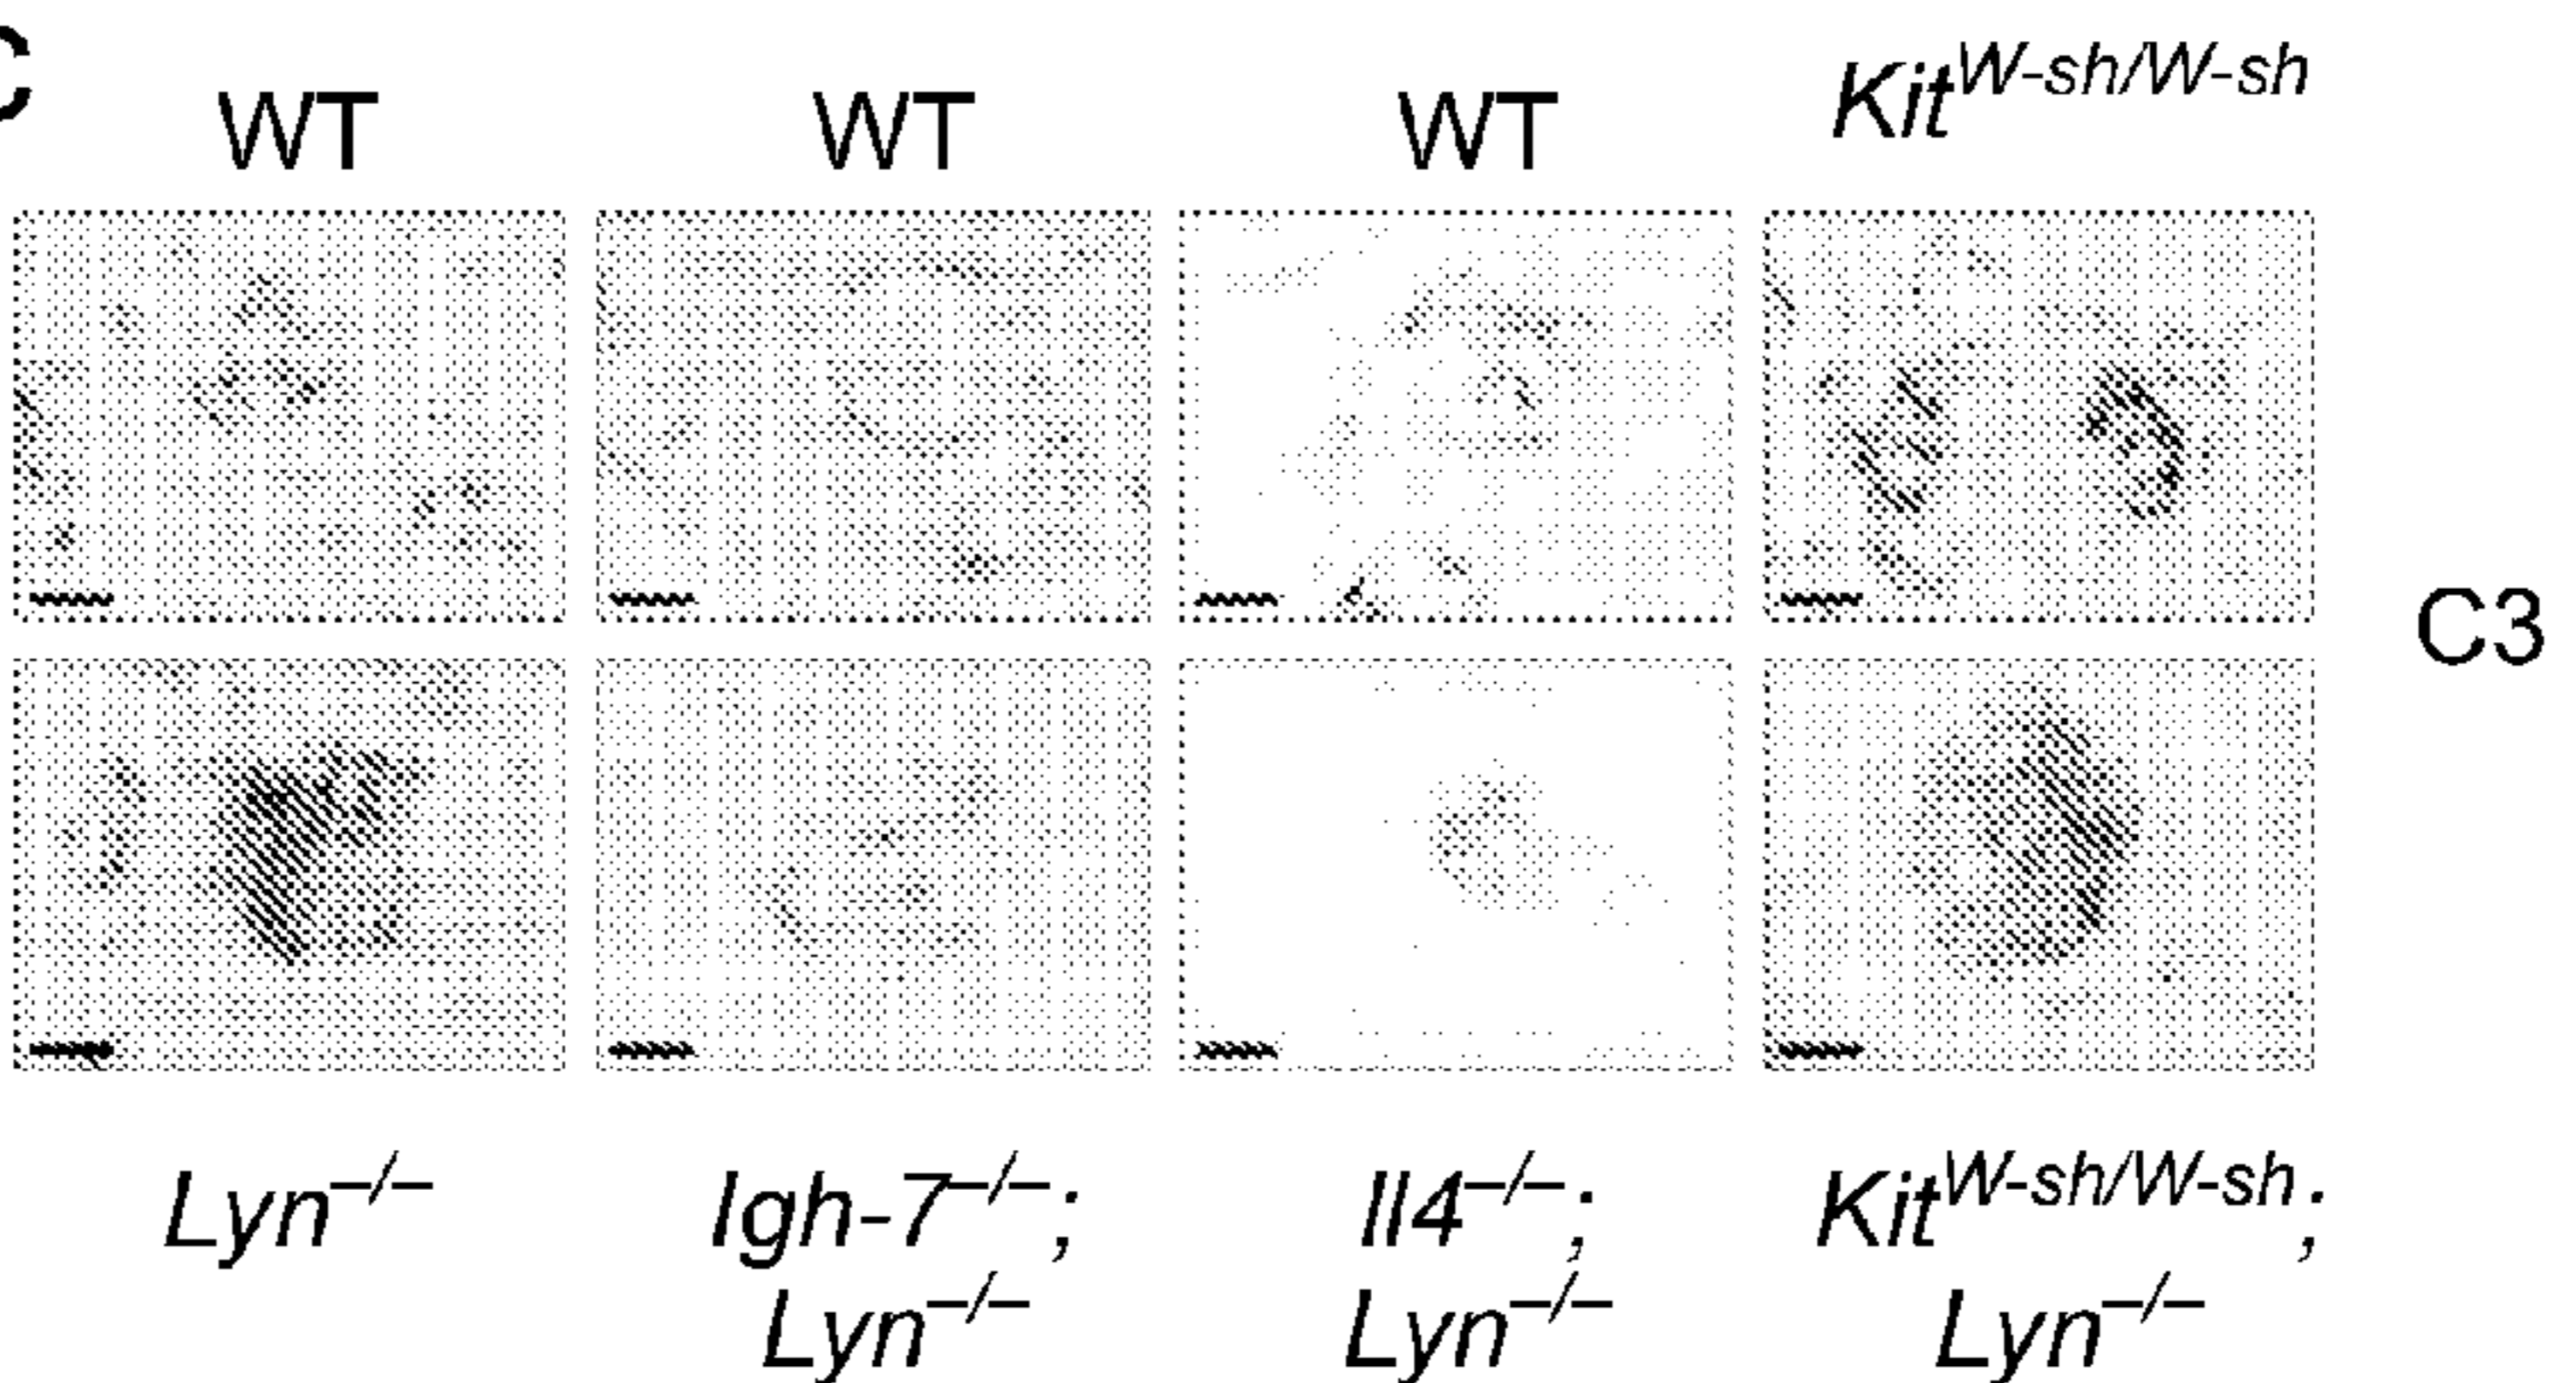 C
WT WT WT Kit^W-sh/W-sh
C3
Lyn^–/– Igh-7^–/–; Il4^–/–; Kit^W-sh/W-sh;
Lyn^–/– Lyn^–/– Lyn^–/–